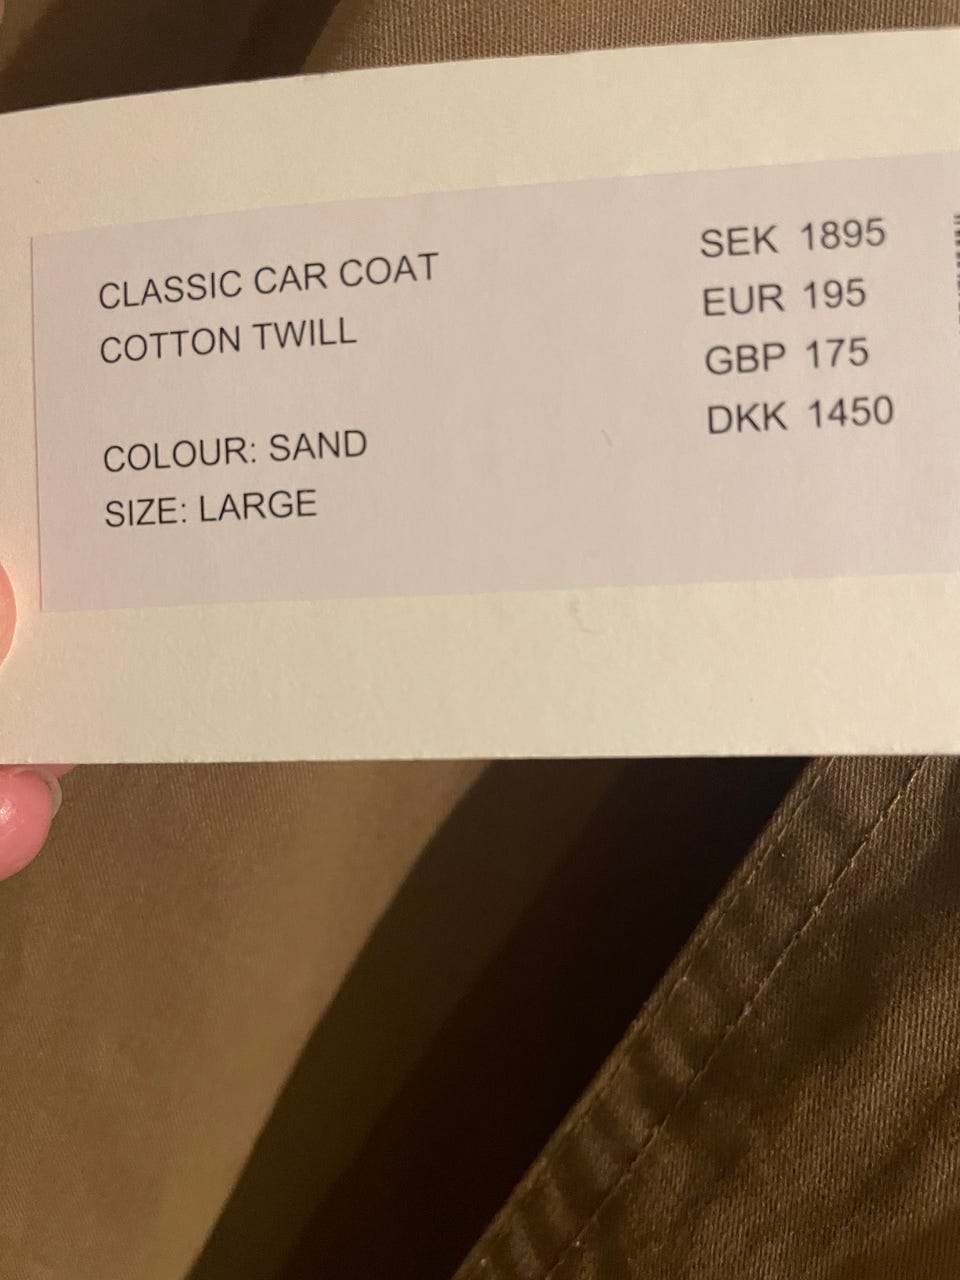 CLASSIC CAR COAT
COTTON TWILL
COLOUR: SAND
SIZE: LARGE
SEK 1895
EUR 195
GBP 175
DKK 1450